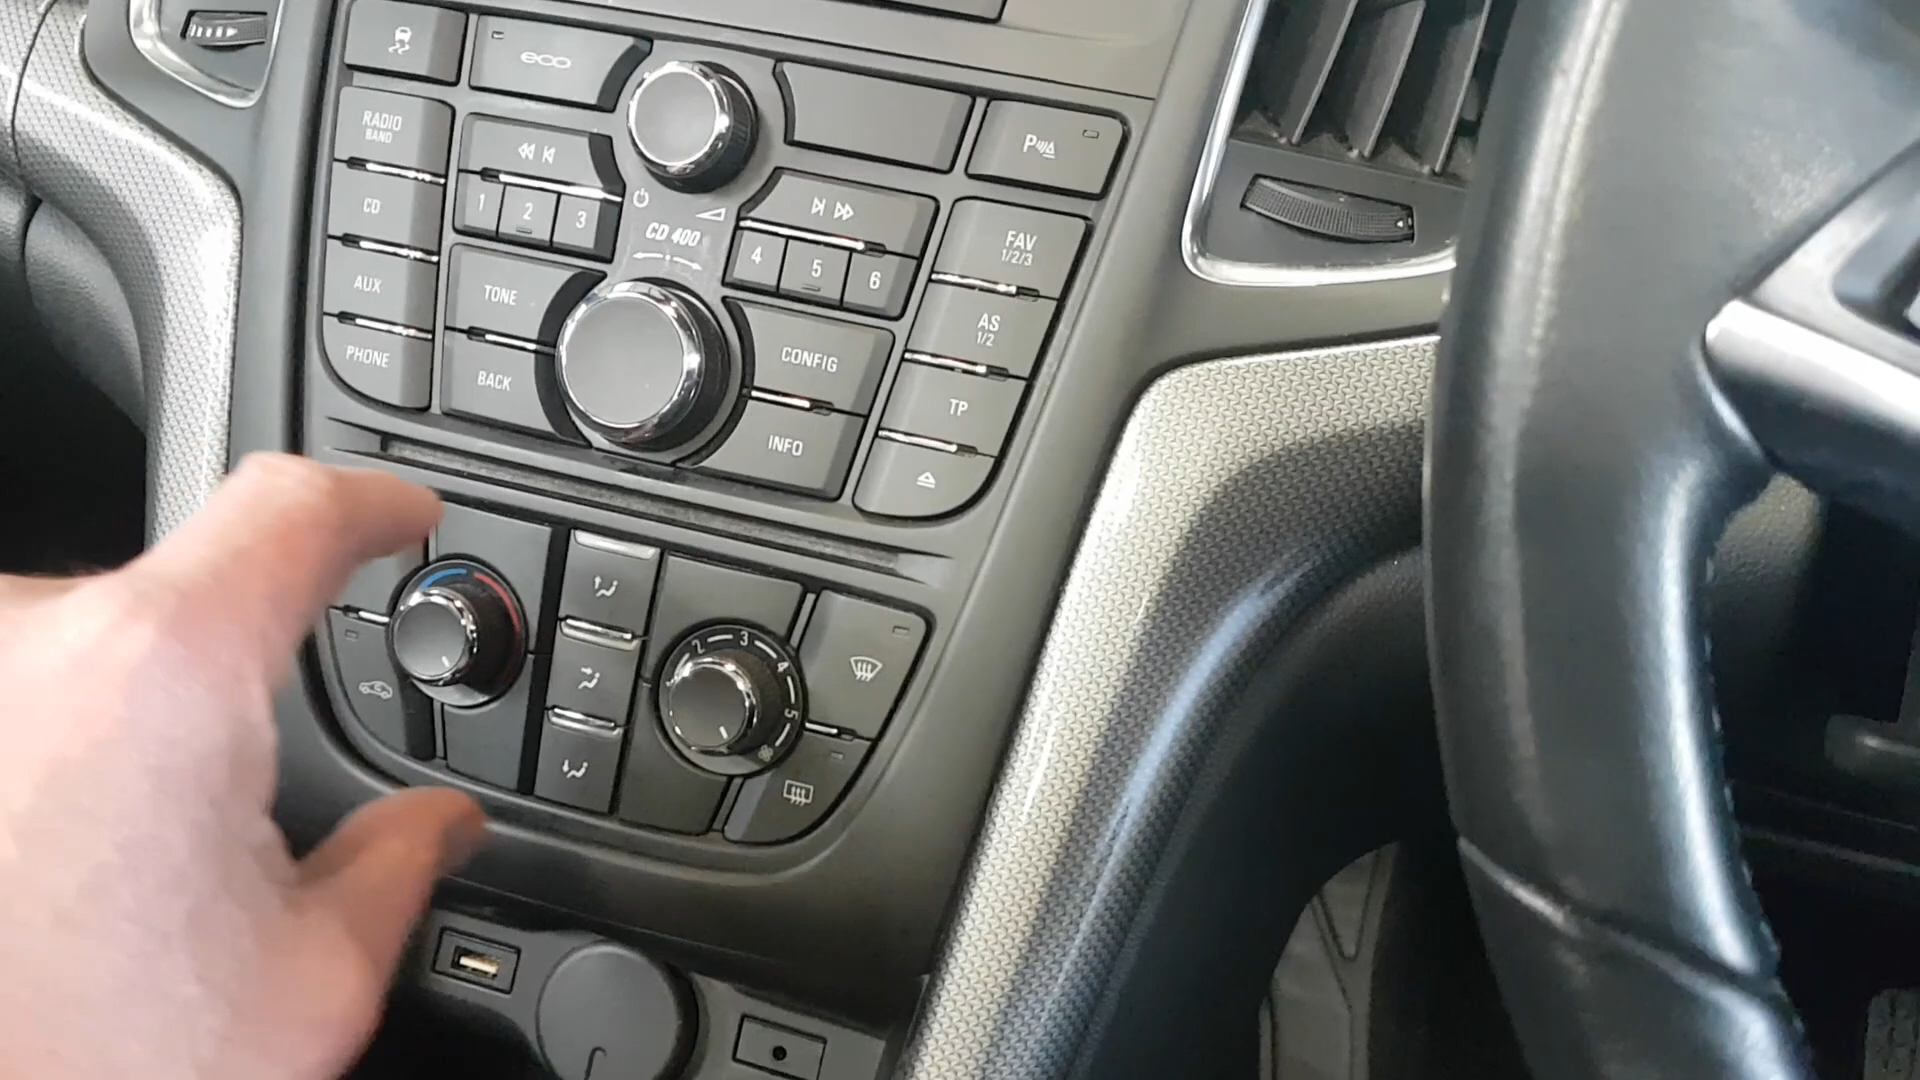 eco
RADIO
BAND
CD
AUX
PHONE
1 2 3
TONE
BACK
CD 400
4 5 6
CONFIG
INFO
P
FAV
1/2/3
AS
1/2
TP
2 3 4 5